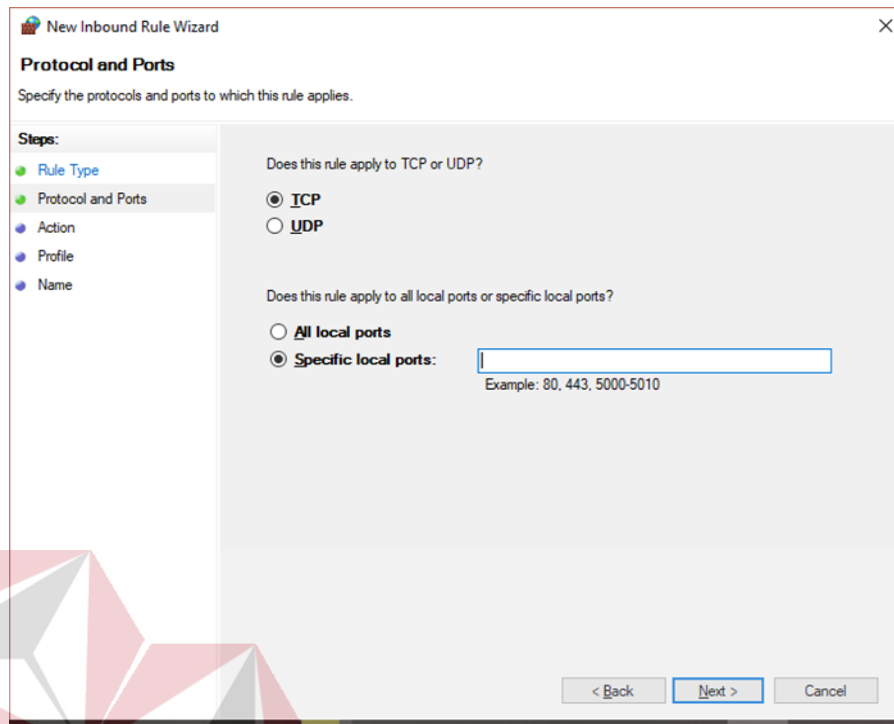 New Inbound Rule Wizard
Protocol and Ports
Specify the protocols and ports to which this rule applies.
Steps:
Rule Type
Protocol and Ports
Action
Profile
Name
Does this rule apply to TCP or UDP?
TCP
UDP
Does this rule apply to all local ports or specific local ports?
All local ports
Specific local ports:
Example: 80, 443, 5000-5010
< Back
Next >
Cancel